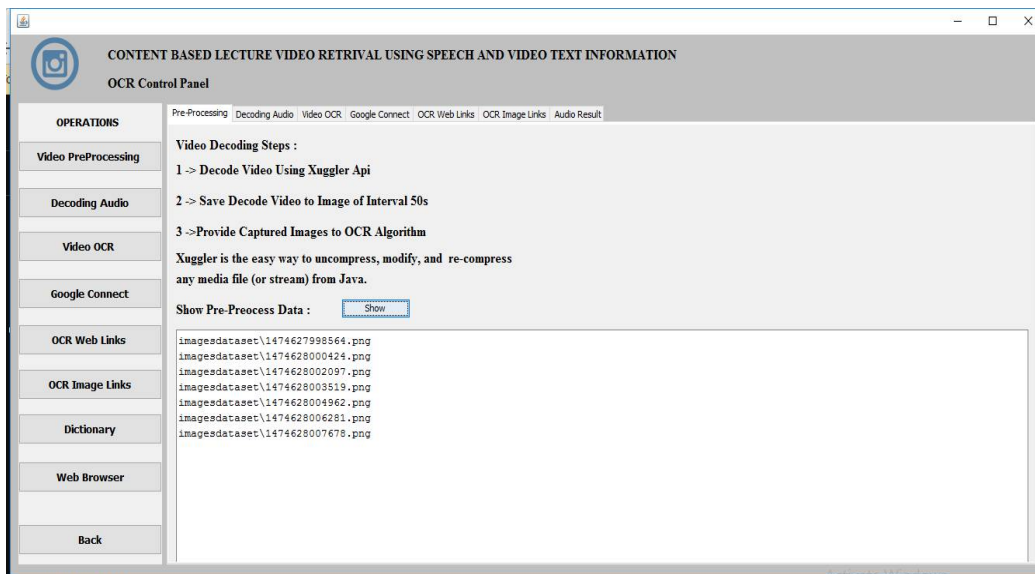 CONTENT BASED LECTURE VIDEO RETRIVAL USING SPEECH AND VIDEO TEXT INFORMATION
OCR Control Panel
OPERATIONS
Video PreProcessing
Decoding Audio
Video OCR
Google Connect
OCR Web Links
OCR Image Links
Dictionary
Web Browser
Back
Pre-Processing Decoding Audio Video OCR Google Connect OCR Web Links OCR Image Links Audio Result
Video Decoding Steps :
1 -> Decode Video Using Xuggler Api
2 -> Save Decode Video to Image of Interval 50s
3 ->Provide Captured Images to OCR Algorithm
Xuggler is the easy way to uncompress, modify, and re-compress
any media file (or stream) from Java.
Show Pre-Preocess Data : Show
imagesdataset\1474627998564.png
imagesdataset\1474628000424.png
imagesdataset\1474628002097.png
imagesdataset\1474628003519.png
imagesdataset\1474628004962.png
imagesdataset\1474628006281.png
imagesdataset\1474628007678.png